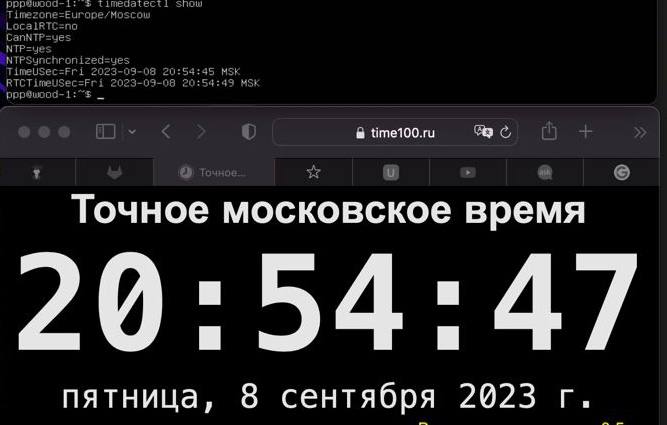 ppp@wood-1:~$ timedatectl show
Timezone=Europe/Moscow
LocalRTC=no
CanNTP=yes
NTP=yes
NTPSynchronized=yes
TimeUSec=Fri 2023-09-08 20:54:45 MSK
RTCTimeUSec=Fri 2023-09-08 20:54:49 MSK
ppp@wood-1:~$ _
time100.ru
Точное...
U
ask
G
Точное московское время
20:54:47
пятница, 8 сентября 2023 г.